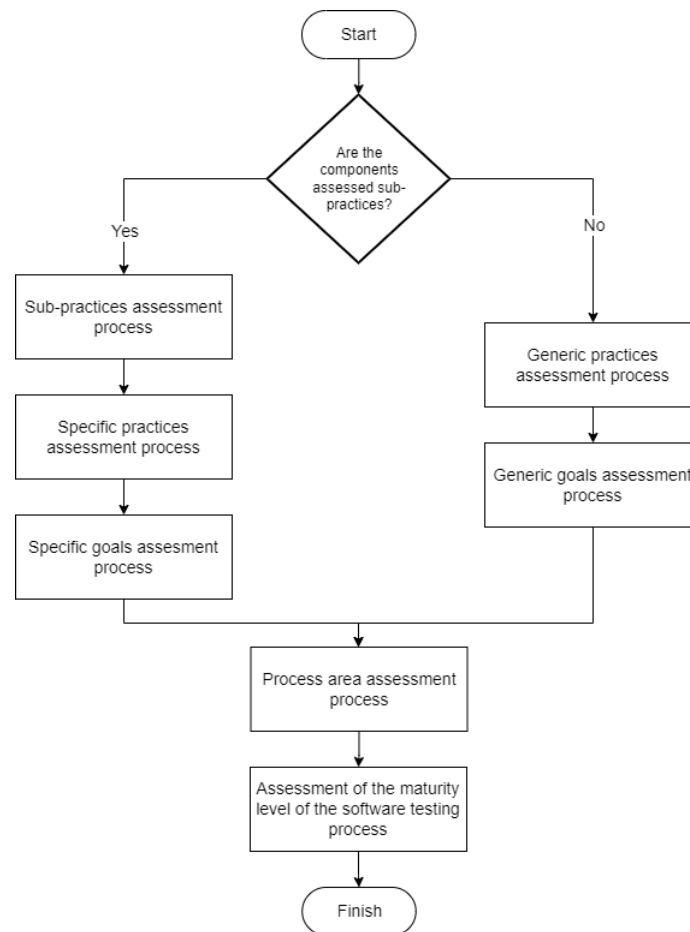 Start
Are the
components
assessed sub-
practices?
Yes
No
Sub-practices assessment
process
Generic practices
assessment process
Specific practices
assessment process
Generic goals assessment
process
Specific goals assesment
process
Process area assessment
process
Assessment of the maturity
level of the software testing
process
Finish